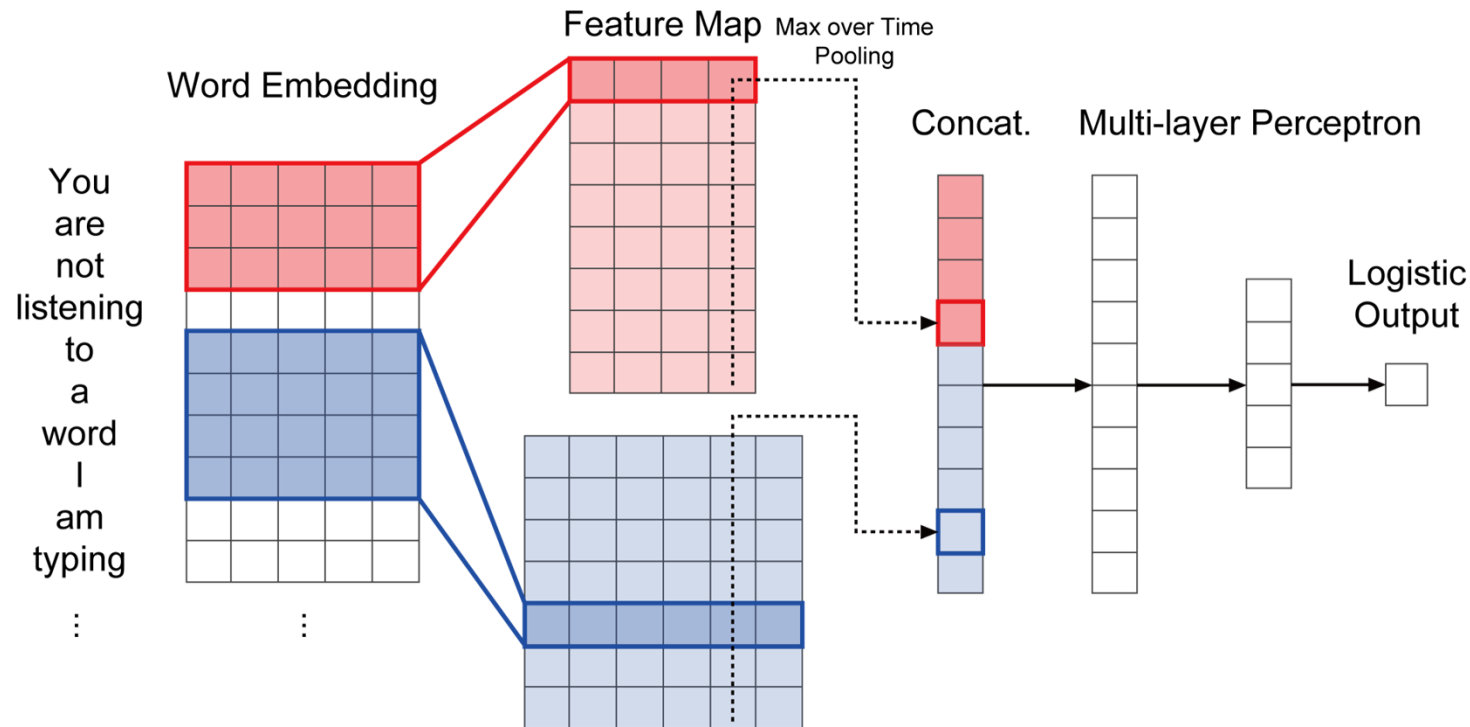 Feature Map
Max over Time
Pooling
Word Embedding
Concat.
Multi-layer Perceptron
You
are
not
listening
to
a
word
I
am
typing
⋮
⋮
Logistic
Output